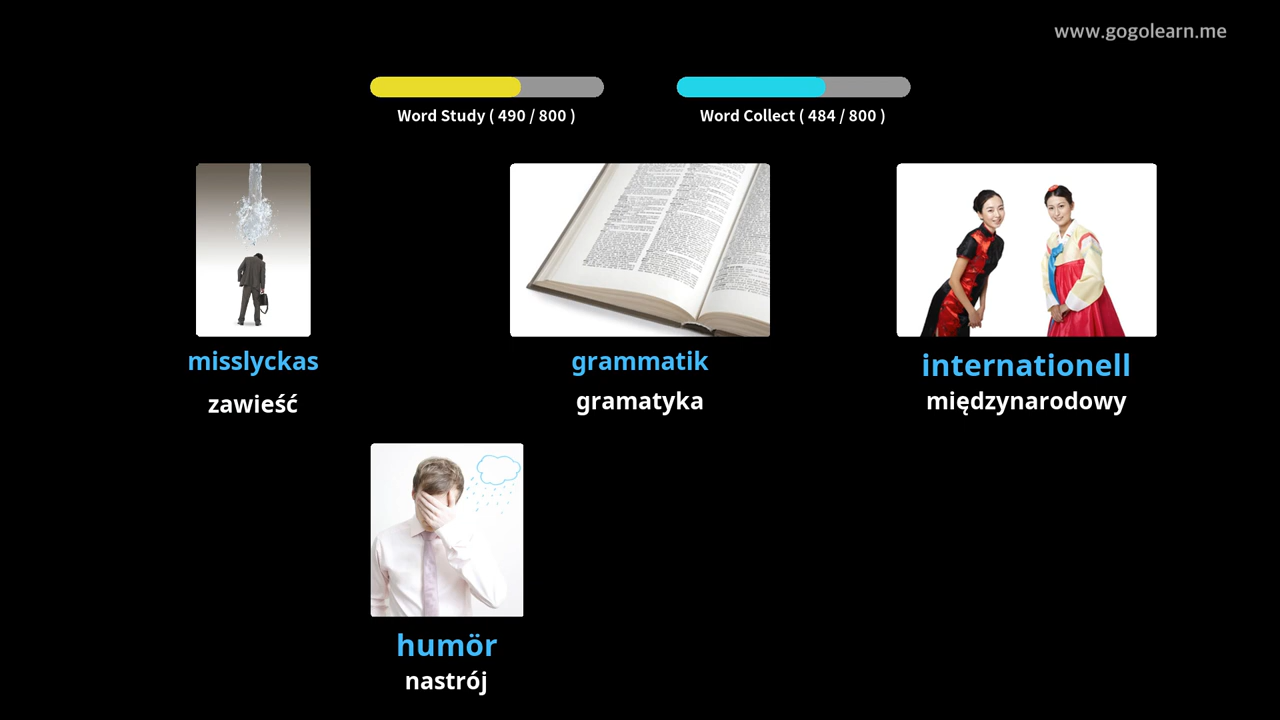 www.gogolearn.me
Word Study ( 490 / 800 )
Word Collect ( 484 / 800 )
misslyckas
grammatik
internationell
zawieść
gramatyka
międzynarodowy
humör
nastrój